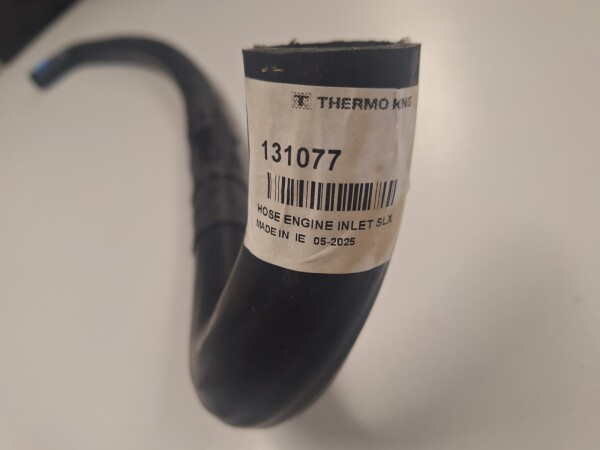 THERMO KING
131077
HOSE ENGINE INLET SLX
MADE IN IE 05-2025